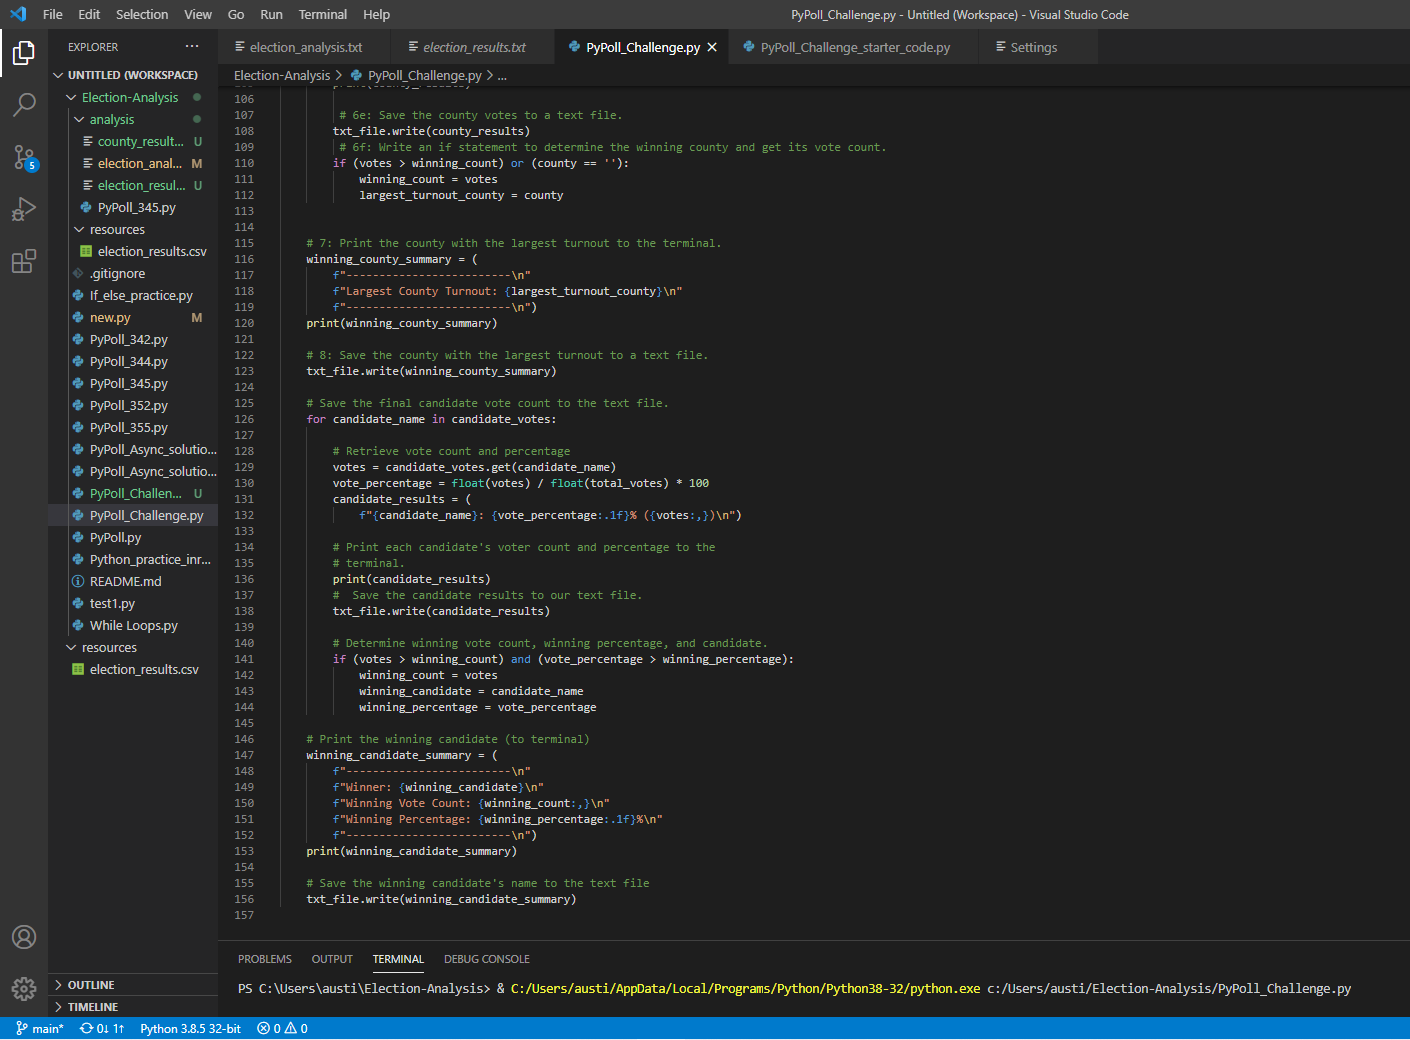 File Edit Selection View Go Run Terminal Help
PyPoll_Challenge.py - Untitled (Workspace) - Visual Studio Code
EXPLORER
UNTITLED (WORKSPACE)
Election-Analysis
analysis
county_result... U
election_anal... M
election_resul... U
PyPoll_345.py
resources
election_results.csv
.gitignore
If_else_practice.py
new.py M
PyPoll_342.py
PyPoll_344.py
PyPoll_345.py
PyPoll_352.py
PyPoll_355.py
PyPoll_Async_solutio...
PyPoll_Async_solutio...
PyPoll_Challen... U
PyPoll_Challenge.py
PyPoll.py
Python_practice_inr...
README.md
test1.py
While Loops.py
resources
election_results.csv
OUTLINE
TIMELINE
5
election_analysis.txt election_results.txt PyPoll_Challenge.py PyPoll_Challenge_starter_code.py Settings
Election-Analysis > PyPoll_Challenge.py > ...
106
107 # 6e: Save the county votes to a text file.
108 txt_file.write(county_results)
109 # 6f: Write an if statement to determine the winning county and get its vote count.
110 if (votes > winning_count) or (county == ''):
111 winning_count = votes
112 largest_turnout_county = county
113
114
115 # 7: Print the county with the largest turnout to the terminal.
116 winning_county_summary = (
117 f"-------------------------\n"
118 f"Largest County Turnout: {largest_turnout_county}\n"
119 f"-------------------------\n")
120 print(winning_county_summary)
121
122 # 8: Save the county with the largest turnout to a text file.
123 txt_file.write(winning_county_summary)
124
125 # Save the final candidate vote count to the text file.
126 for candidate_name in candidate_votes:
127
128 # Retrieve vote count and percentage
129 votes = candidate_votes.get(candidate_name)
130 vote_percentage = float(votes) / float(total_votes) * 100
131 candidate_results = (
132 f"{candidate_name}: {vote_percentage:.1f}% ({votes:,})\n")
133
134 # Print each candidate's voter count and percentage to the
135 # terminal.
136 print(candidate_results)
137 #  Save the candidate results to our text file.
138 txt_file.write(candidate_results)
139
140 # Determine winning vote count, winning percentage, and candidate.
141 if (votes > winning_count) and (vote_percentage > winning_percentage):
142 winning_count = votes
143 winning_candidate = candidate_name
144 winning_percentage = vote_percentage
145
146 # Print the winning candidate (to terminal)
147 winning_candidate_summary = (
148 f"-------------------------\n"
149 f"Winner: {winning_candidate}\n"
150 f"Winning Vote Count: {winning_count:,}\n"
151 f"Winning Percentage: {winning_percentage:.1f}%\n"
152 f"-------------------------\n")
153 print(winning_candidate_summary)
154
155 # Save the winning candidate's name to the text file
156 txt_file.write(winning_candidate_summary)
157
PROBLEMS OUTPUT TERMINAL DEBUG CONSOLE
PS C:\Users\austi\Election-Analysis> & C:/Users/austi/AppData/Local/Programs/Python/Python38-32/python.exe c:/Users/austi/Election-Analysis/PyPoll_Challenge.py
main* 0↓ 1↑ Python 3.8.5 32-bit 0 0